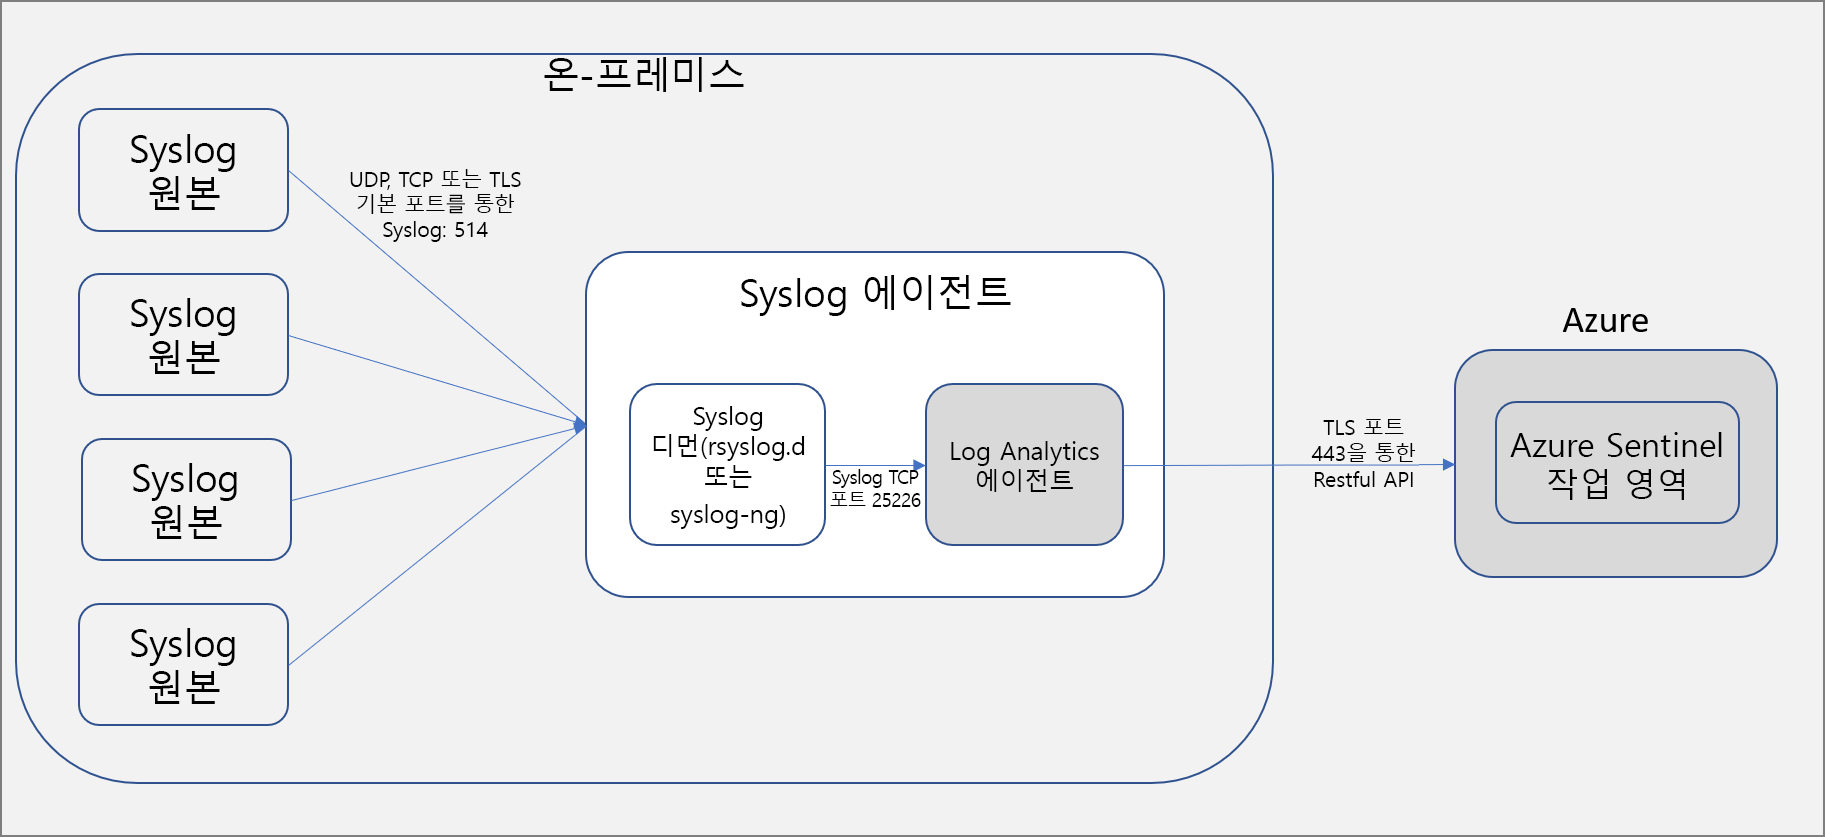 온-프레미스
Syslog
원본
UDP, TCP 또는 TLS
기본 포트를 통한
Syslog: 514
Syslog
원본
Syslog
원본
Syslog
원본
Syslog 에이전트
Syslog
디먼(rsyslog.d
또는
syslog-ng)
Syslog TCP
포트 25226
Log Analytics
에이전트
TLS 포트
443을 통한
Restful API
Azure
Azure Sentinel
작업 영역